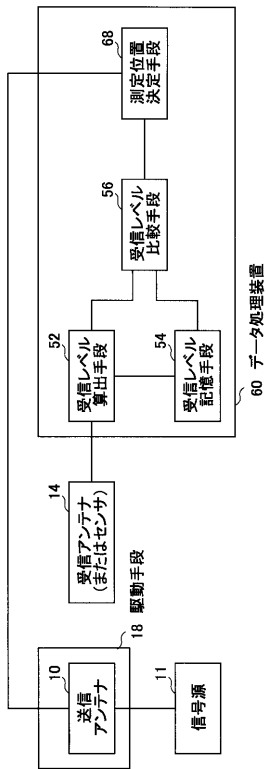 18
10
送信
アンテナ
11
信号源
駆動手段
14
受信アンテナ
(またはセンサ)
52
受信レベル
算出手段
54
受信レベル
記憶手段
56
受信レベル
比較手段
68
測定位置
決定手段
60 データ処理装置